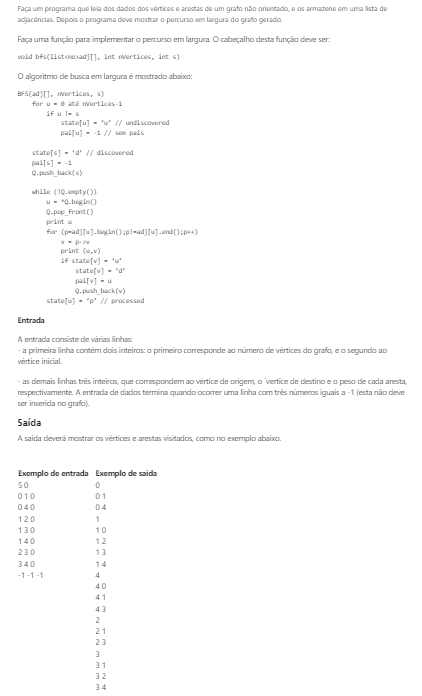 Faça um programa que leia dos dados dos vértices e arestas de um grafo não orientado, e os armazene em uma lista de
adjacências. Depois o programa deve mostrar o percurso em largura do grafo gerado.
Faça uma função para implementar o percurso em largura. O cabeçalho desta função deve ser:
void bfs(list<no>adj[], int nVertices, int s)
O algoritmo de busca em largura é mostrado abaixo:
BFS(adj[], nVertices, s)
for u = 0 até nVertices-1
if u != s
state[u] = 'u' // undiscovered
pai[u] = -1 // sem pais
state[s] = 'd' // discovered
pai[s] = -1
Q.push_back(s)
while (!Q.empty())
u = *Q.begin()
Q.pop_front()
print u
for (p=adj[u].begin();p!=adj[u].end();p++)
v = p->v
print (u,v)
if state[v] = 'u'
state[v] = 'd'
pai[v] = u
Q.push_back(v)
state[u] = 'p' // processed
Entrada
A entrada consiste de várias linhas:
- a primeira linha contém dois inteiros: o primeiro corresponde ao número de vértices do grafo, e o segundo ao
vértice inicial.
- as demais linhas três inteiros, que correspondem ao vértice de origem, o ´vertice de destino e o peso de cada aresta,
respectivamente. A entrada de dados termina quando ocorrer uma linha com três números iguais a -1 (esta não deve
ser inserida no grafo).
Saída
A saída deverá mostrar os vértices e arestas visitados, como no exemplo abaixo.
Exemplo de entrada Exemplo de saída
5 0 0
0 1 0 0 1
0 4 0 0 4
1 2 0 1
1 3 0 1 0
1 4 0 1 2
2 3 0 1 3
3 4 0 1 4
-1 -1 -1 4
4 0
4 1
4 3
2
2 1
2 3
3
3 1
3 2
3 4